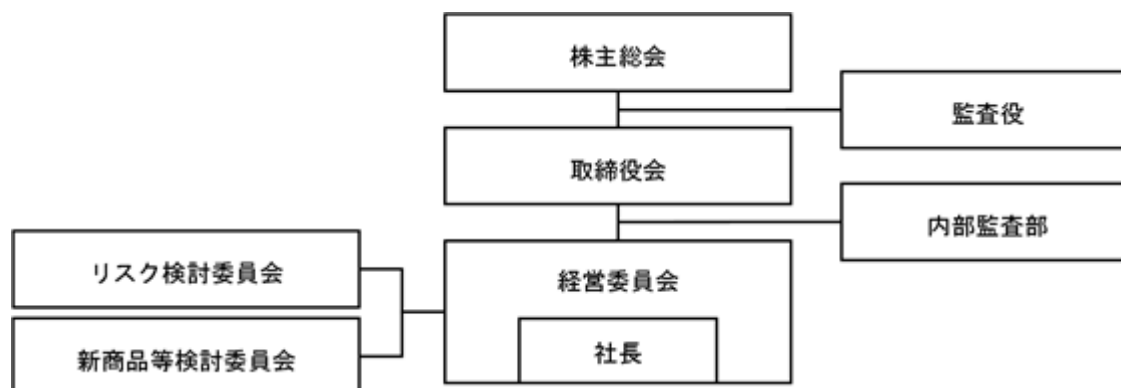 株主総会
監査役
取締役会
内部監査部
リスク検討委員会
経営委員会
新商品等検討委員会
社長